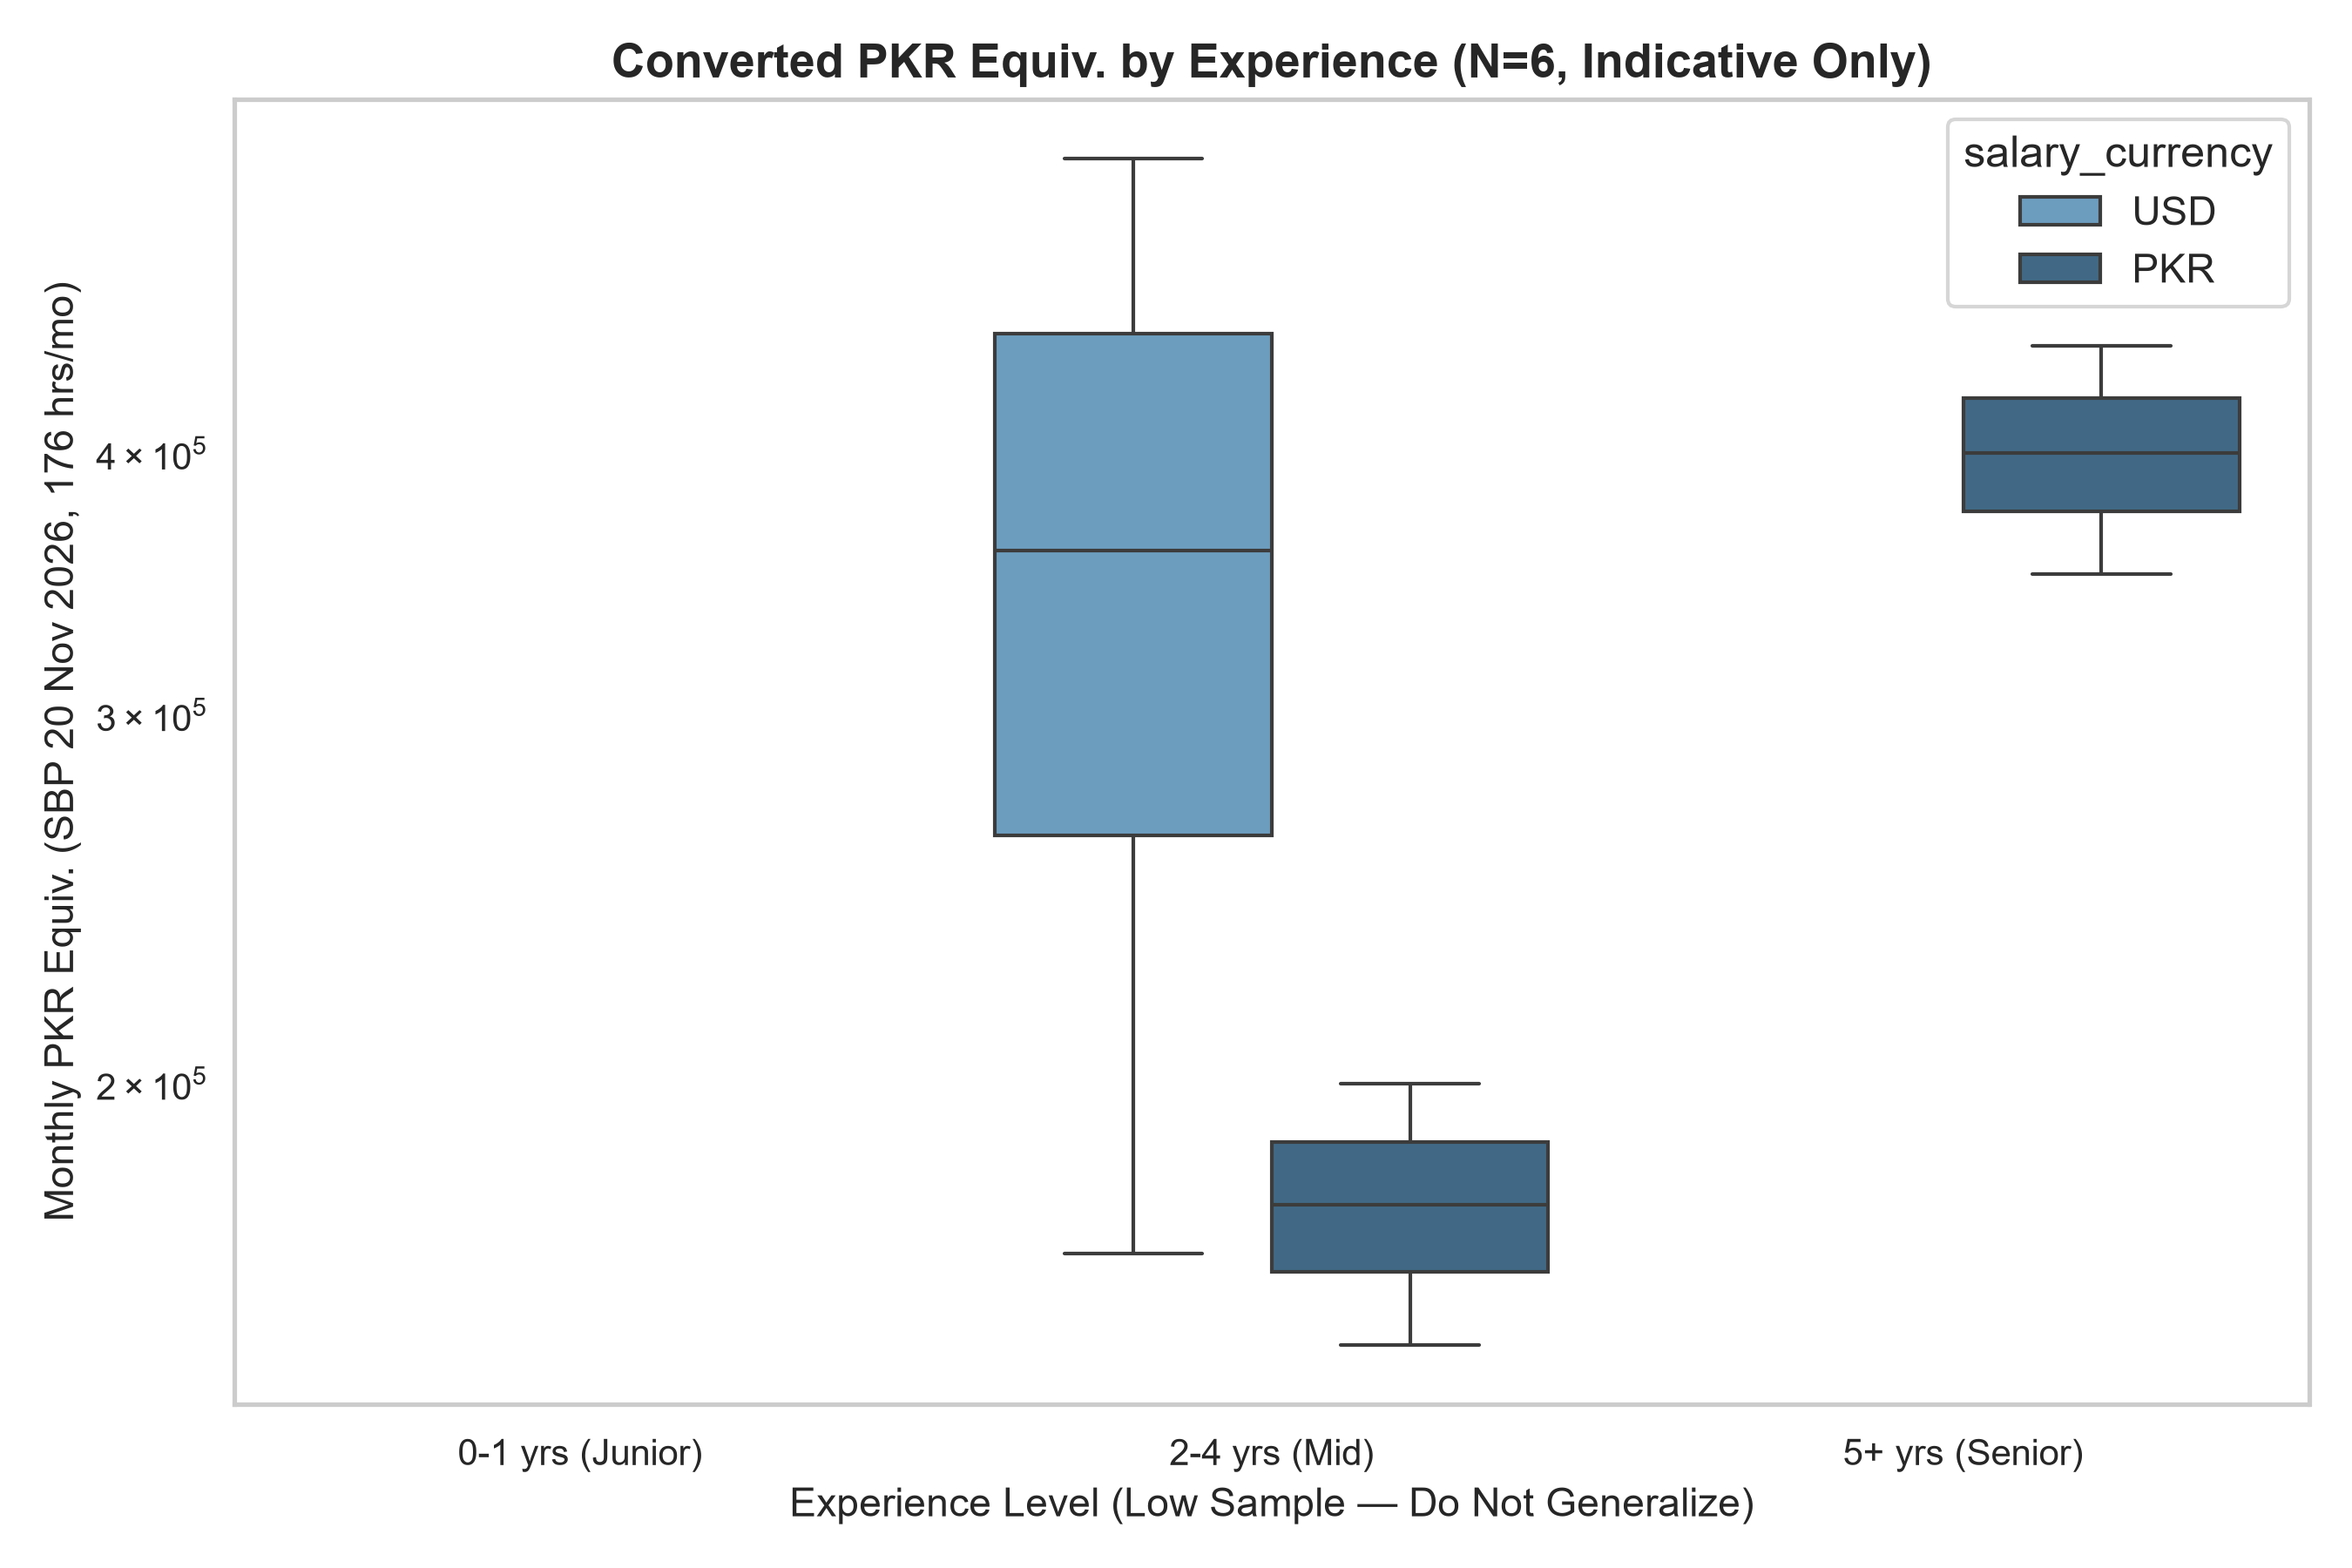 Converted PKR Equiv. by Experience (N=6, Indicative Only)
salary_currency
USD
PKR
Monthly PKR Equiv. (SBP 20 Nov 2026, 176 hrs/mo)
4 × 10⁵
3 × 10⁵
2 × 10⁵
0-1 yrs (Junior)
2-4 yrs (Mid)
5+ yrs (Senior)
Experience Level (Low Sample — Do Not Generalize)